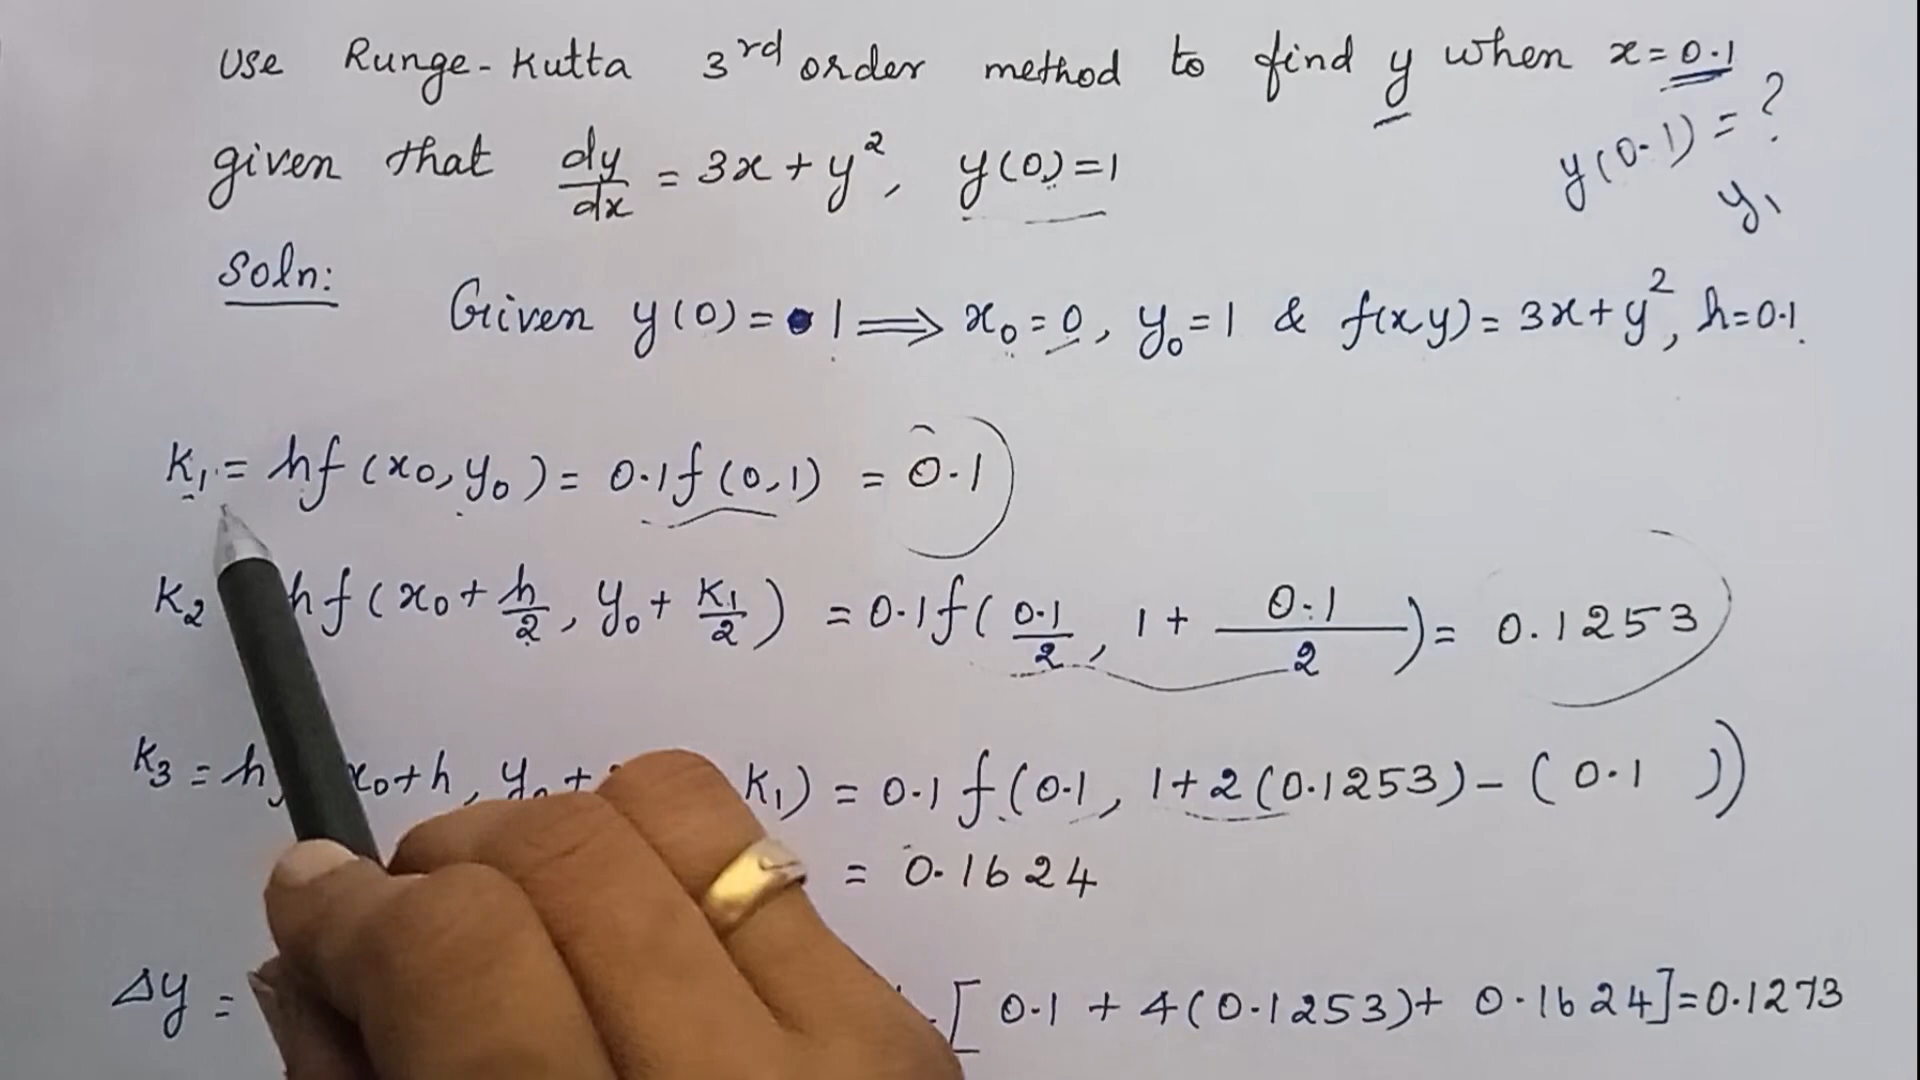 Use Runge-Kutta 3rd order method to find y when x=0.1
given that dy/dx = 3x+y², y(0)=1
y(0.1)=?
y₁
Soln:
Given y(0)=1 ⟹ x₀=0, y₀=1 & f(xy)=3x+y², h=0.1.
K₁ = hf(x₀,y₀)= 0.1f(0,1) = 0.1
K₂ hf(x₀+h/2, y₀+K₁/2) = 0.1f(0.1/2, 1+0.1/2)= 0.1253
K₃ = h x₀+h, y₀+ K₁) = 0.1 f(0.1, 1+2(0.1253)-(0.1 ))
= 0.1624
Δy = [0.1 + 4(0.1253)+ 0.1624]=0.1273